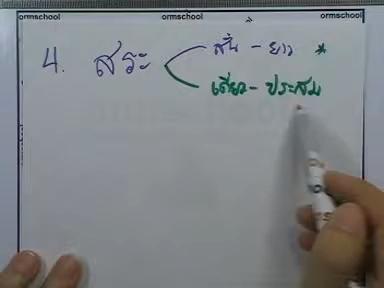 ormschool ormschool ormschool
4. สระ
สั้น - ยาว *
เดี่ยว - ประสม